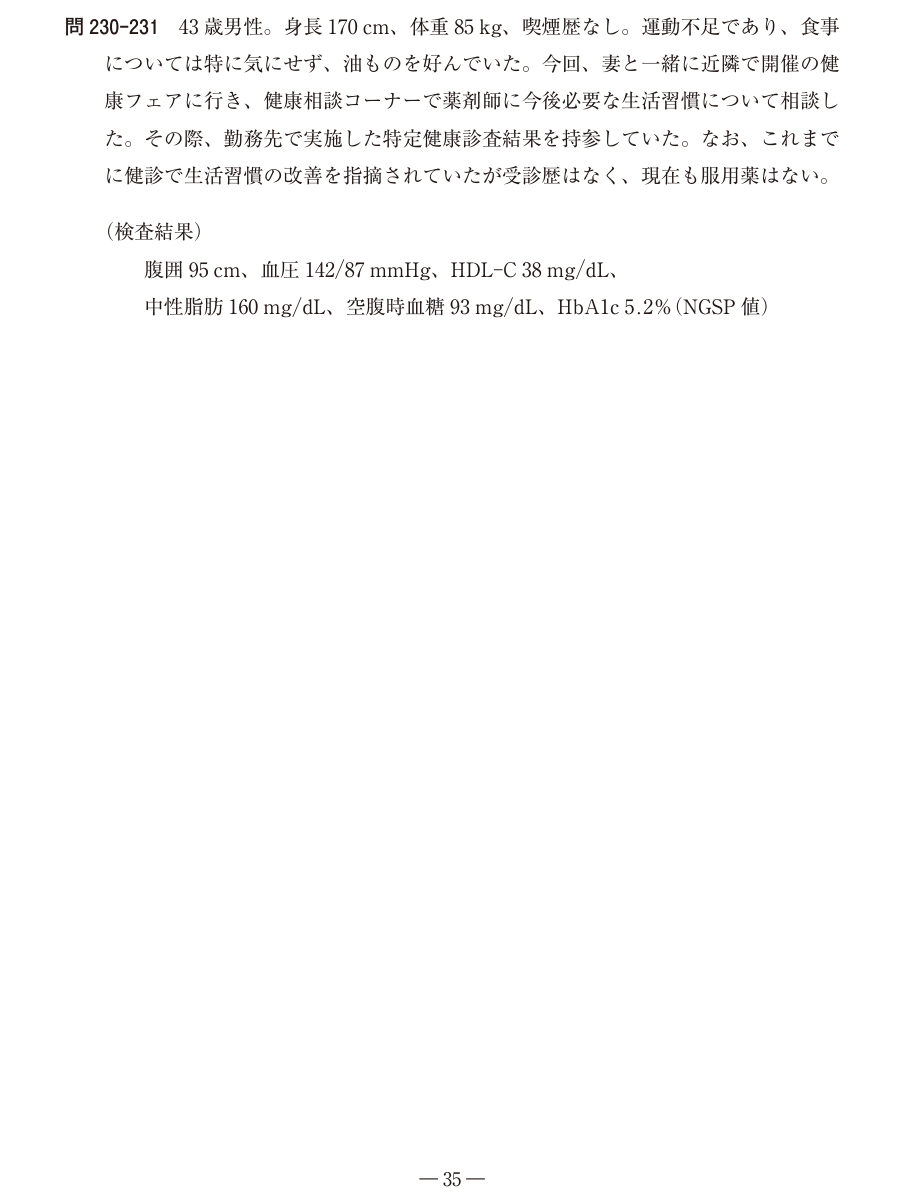 問 230-231　43 歳男性。身長 170 cm、体重 85 kg、喫煙歴なし。運動不足であり、食事
については特に気にせず、油ものを好んでいた。今回、妻と一緒に近隣で開催の健
康フェアに行き、健康相談コーナーで薬剤師に今後必要な生活習慣について相談し
た。その際、勤務先で実施した特定健康診査結果を持参していた。なお、これまで
に健診で生活習慣の改善を指摘されていたが受診歴はなく、現在も服用薬はない。
（検査結果）
腹囲 95 cm、血圧 142/87 mmHg、HDL-C 38 mg/dL、
中性脂肪 160 mg/dL、空腹時血糖 93 mg/dL、HbA1c 5.2%（NGSP 値）
— 35 —